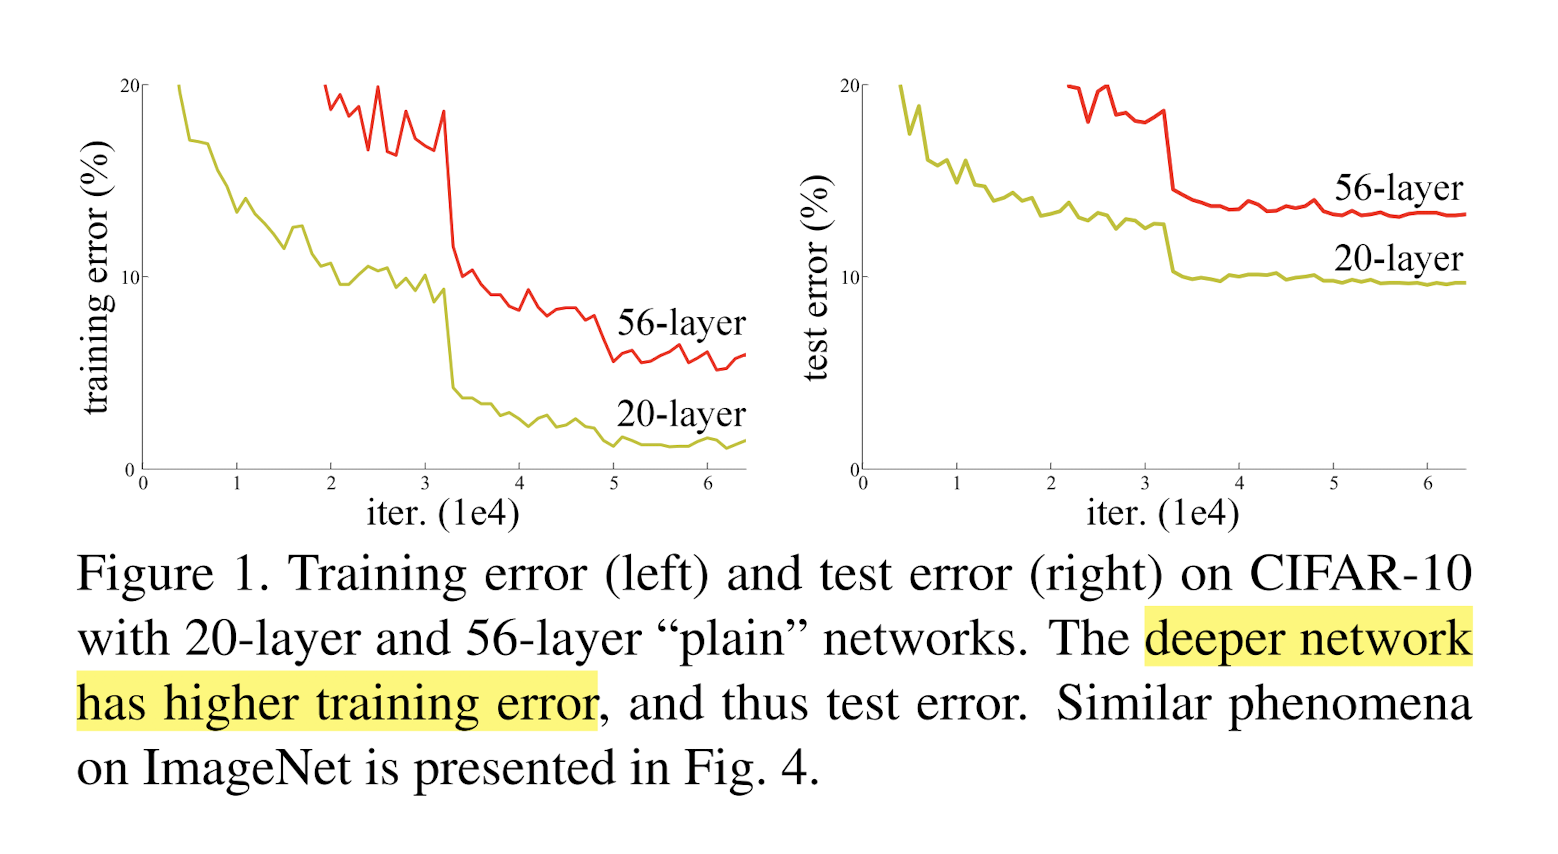 20
10
0
training error (%)
56-layer
20-layer
0 1 2 3 4 5 6
iter. (1e4)
20
10
0
test error (%)
56-layer
20-layer
0 1 2 3 4 5 6
iter. (1e4)
Figure 1. Training error (left) and test error (right) on CIFAR-10
with 20-layer and 56-layer “plain” networks. The deeper network
has higher training error, and thus test error. Similar phenomena
on ImageNet is presented in Fig. 4.